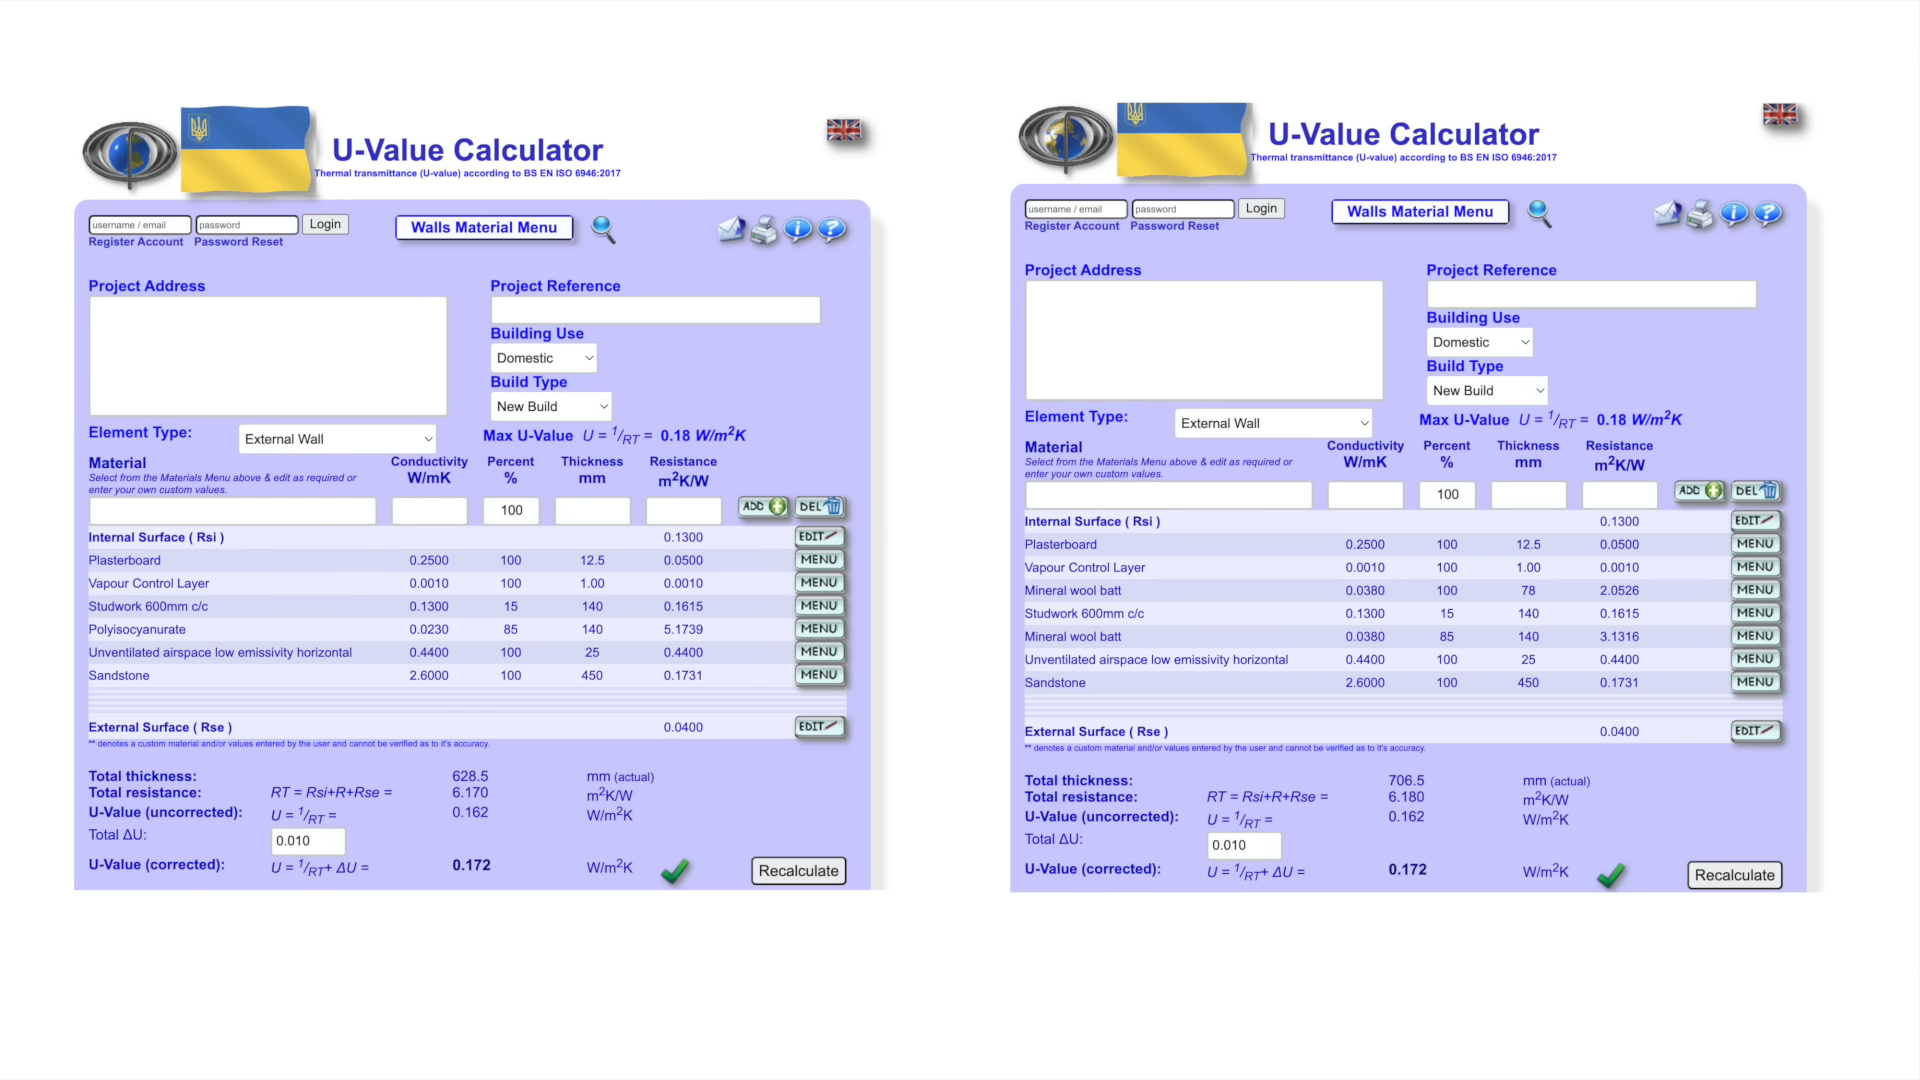 U-Value Calculator
Thermal transmittance (U-value) according to BS EN ISO 6946:2017
username / email password Login
Register Account Password Reset
Walls Material Menu
Project Address
Project Reference
Building Use
Domestic
Build Type
New Build
Element Type: External Wall
Max U-Value U = 1/RT = 0.18 W/m2K
Material Conductivity Percent Thickness Resistance
Select from the Materials Menu above & edit as required or
enter your own custom values.
W/mK % mm m2K/W
100 ADD DEL
Internal Surface ( Rsi ) 0.1300 EDIT
Plasterboard 0.2500 100 12.5 0.0500 MENU
Vapour Control Layer 0.0010 100 1.00 0.0010 MENU
Studwork 600mm c/c 0.1300 15 140 0.1615 MENU
Polyisocyanurate 0.0230 85 140 5.1739 MENU
Unventilated airspace low emissivity horizontal 0.4400 100 25 0.4400 MENU
Sandstone 2.6000 100 450 0.1731 MENU
External Surface ( Rse ) 0.0400 EDIT
** denotes a custom material and/or values entered by the user and cannot be verified as to it's accuracy.
Total thickness: 628.5 mm (actual)
Total resistance: RT = Rsi+R+Rse = 6.170 m2K/W
U-Value (uncorrected): U = 1/RT = 0.162 W/m2K
Total ΔU: 0.010
U-Value (corrected): U = 1/RT+ ΔU = 0.172 W/m2K Recalculate
U-Value Calculator
Thermal transmittance (U-value) according to BS EN ISO 6946:2017
username / email password Login
Register Account Password Reset
Walls Material Menu
Project Address
Project Reference
Building Use
Domestic
Build Type
New Build
Element Type: External Wall
Max U-Value U = 1/RT = 0.18 W/m2K
Material Conductivity Percent Thickness Resistance
Select from the Materials Menu above & edit as required or
enter your own custom values.
W/mK % mm m2K/W
100 ADD DEL
Internal Surface ( Rsi ) 0.1300 EDIT
Plasterboard 0.2500 100 12.5 0.0500 MENU
Vapour Control Layer 0.0010 100 1.00 0.0010 MENU
Mineral wool batt 0.0380 100 78 2.0526 MENU
Studwork 600mm c/c 0.1300 15 140 0.1615 MENU
Mineral wool batt 0.0380 85 140 3.1316 MENU
Unventilated airspace low emissivity horizontal 0.4400 100 25 0.4400 MENU
Sandstone 2.6000 100 450 0.1731 MENU
External Surface ( Rse ) 0.0400 EDIT
** denotes a custom material and/or values entered by the user and cannot be verified as to it's accuracy.
Total thickness: 706.5 mm (actual)
Total resistance: RT = Rsi+R+Rse = 6.180 m2K/W
U-Value (uncorrected): U = 1/RT = 0.162 W/m2K
Total ΔU: 0.010
U-Value (corrected): U = 1/RT+ ΔU = 0.172 W/m2K Recalculate